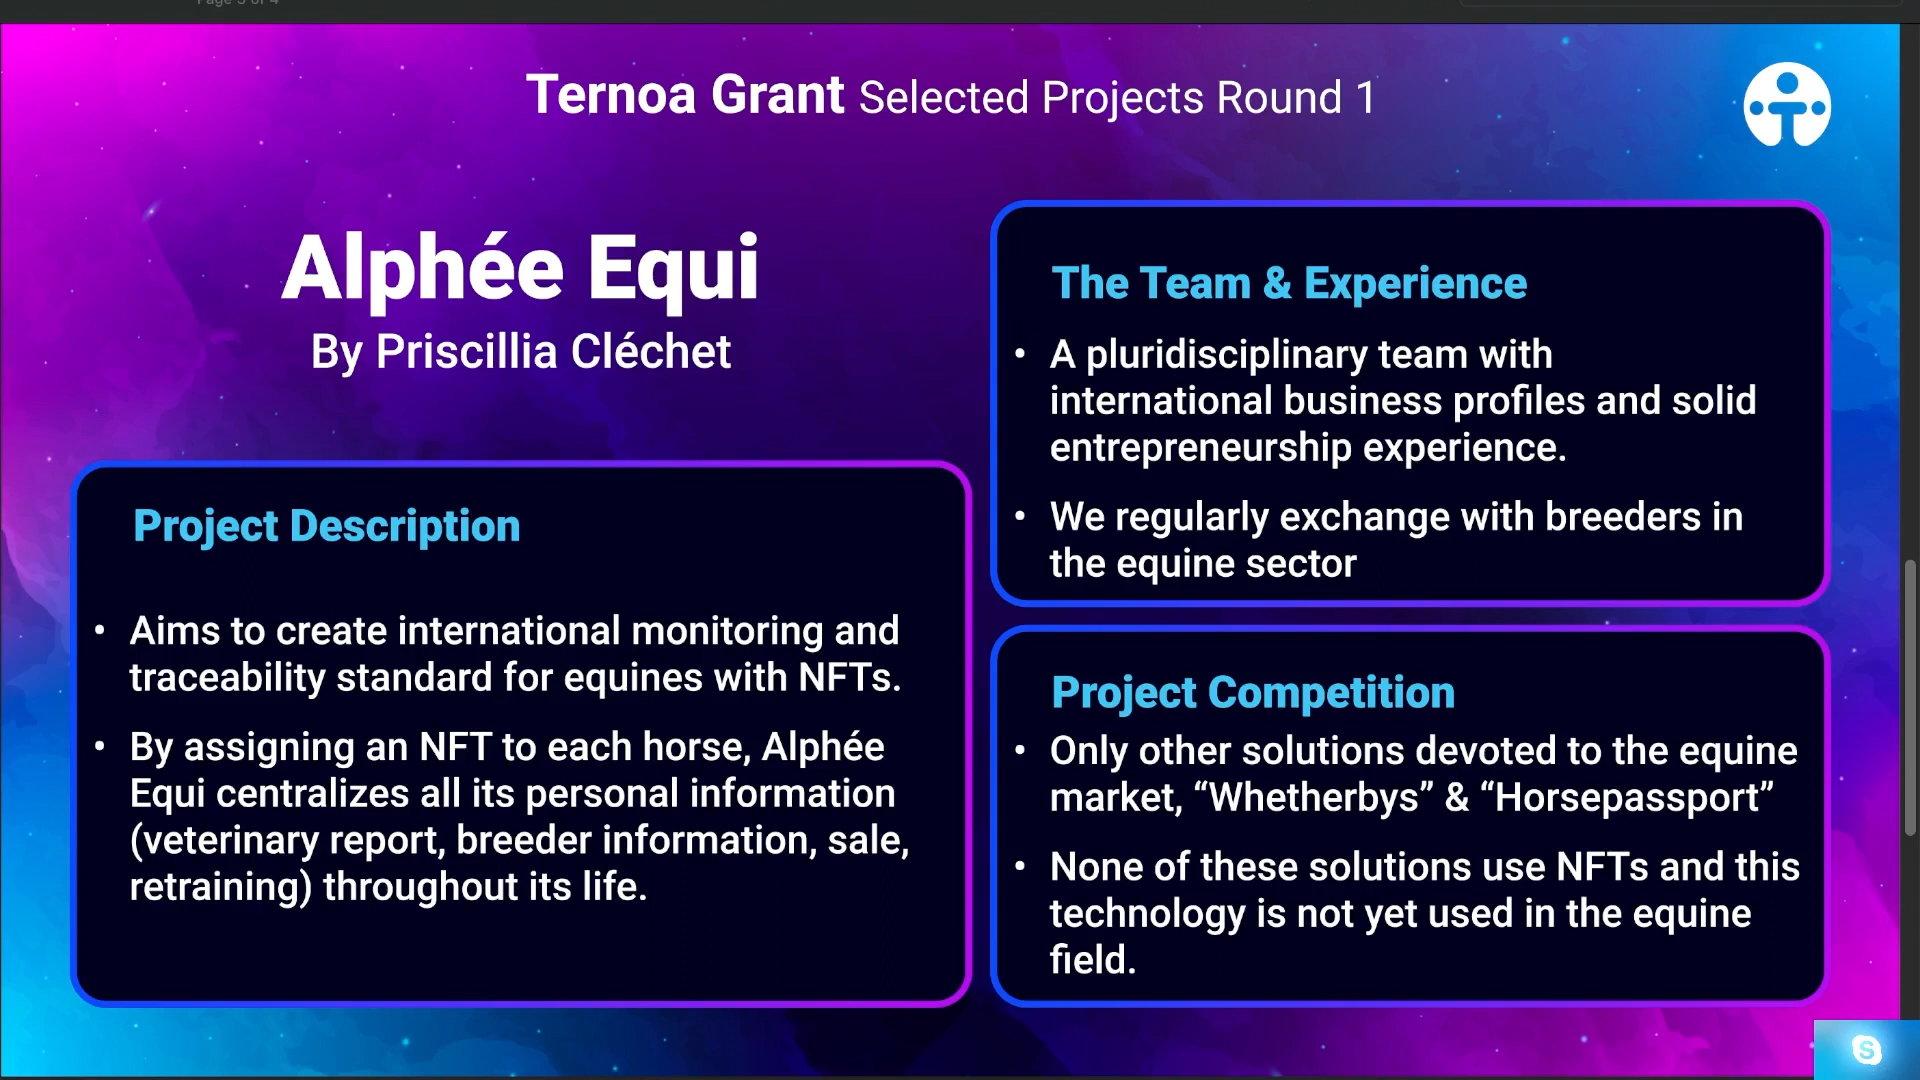 Page 3 of 4
Ternoa Grant Selected Projects Round 1
Alphée Equi
By Priscillia Cléchet
Project Description
• Aims to create international monitoring and
traceability standard for equines with NFTs.
• By assigning an NFT to each horse, Alphée
Equi centralizes all its personal information
(veterinary report, breeder information, sale,
retraining) throughout its life.
The Team & Experience
• A pluridisciplinary team with
international business profiles and solid
entrepreneurship experience.
• We regularly exchange with breeders in
the equine sector
Project Competition
• Only other solutions devoted to the equine
market, “Whetherbys” & “Horsepassport”
• None of these solutions use NFTs and this
technology is not yet used in the equine
field.